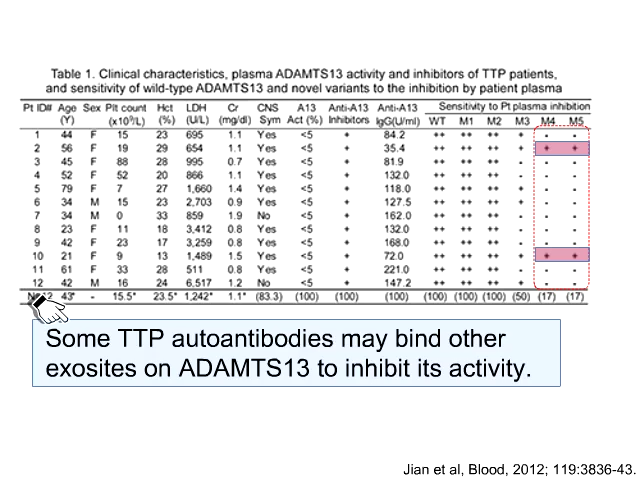 Table 1. Clinical characteristics, plasma ADAMTS13 activity and inhibitors of TTP patients,
and sensitivity of wild-type ADAMTS13 and novel variants to the inhibition by patient plasma
Pt ID# Age Sex Plt count Hct LDH Cr CNS A13 Anti-A13 Anti-A13 Sensitivity to Pt plasma inhibition
(Y) (x10⁹/L) (%) (U/L) (mg/dl) Sym Act (%) Inhibitors IgG(U/ml) WT M1 M2 M3 M4 M5
1 44 F 15 23 695 1.1 Yes <5 + 84.2 ++ ++ ++ + - -
2 56 F 19 29 654 1.1 Yes <5 + 35.4 ++ ++ ++ + + +
3 45 F 88 28 995 0.7 Yes <5 + 81.9 ++ ++ ++ - - -
4 52 F 52 20 866 1.1 Yes <5 + 132.0 ++ ++ ++ - - -
5 79 F 7 27 1,660 1.4 Yes <5 + 118.0 ++ ++ ++ + - -
6 34 M 15 23 2,703 0.9 Yes <5 + 127.5 ++ ++ ++ + - -
7 34 M 0 33 859 1.9 No <5 + 162.0 ++ ++ ++ - - -
8 23 F 11 18 3,412 0.8 Yes <5 + 132.0 ++ ++ ++ - - -
9 42 F 23 17 3,259 0.8 Yes <5 + 168.0 ++ ++ ++ - - -
10 21 F 9 13 1,489 1.5 Yes <5 + 72.0 ++ ++ ++ + + +
11 61 F 33 28 511 0.8 Yes <5 + 221.0 ++ ++ ++ - - -
12 42 M 16 24 6,517 1.2 No <5 + 147.2 ++ ++ ++ + - -
43* - 15.5* 23.5* 1,242* 1.1* (83.3) (100) (100) (100) (100) (100) (100) (50) (17) (17)
Some TTP autoantibodies may bind other
exosites on ADAMTS13 to inhibit its activity.
Jian et al, Blood, 2012; 119:3836-43.